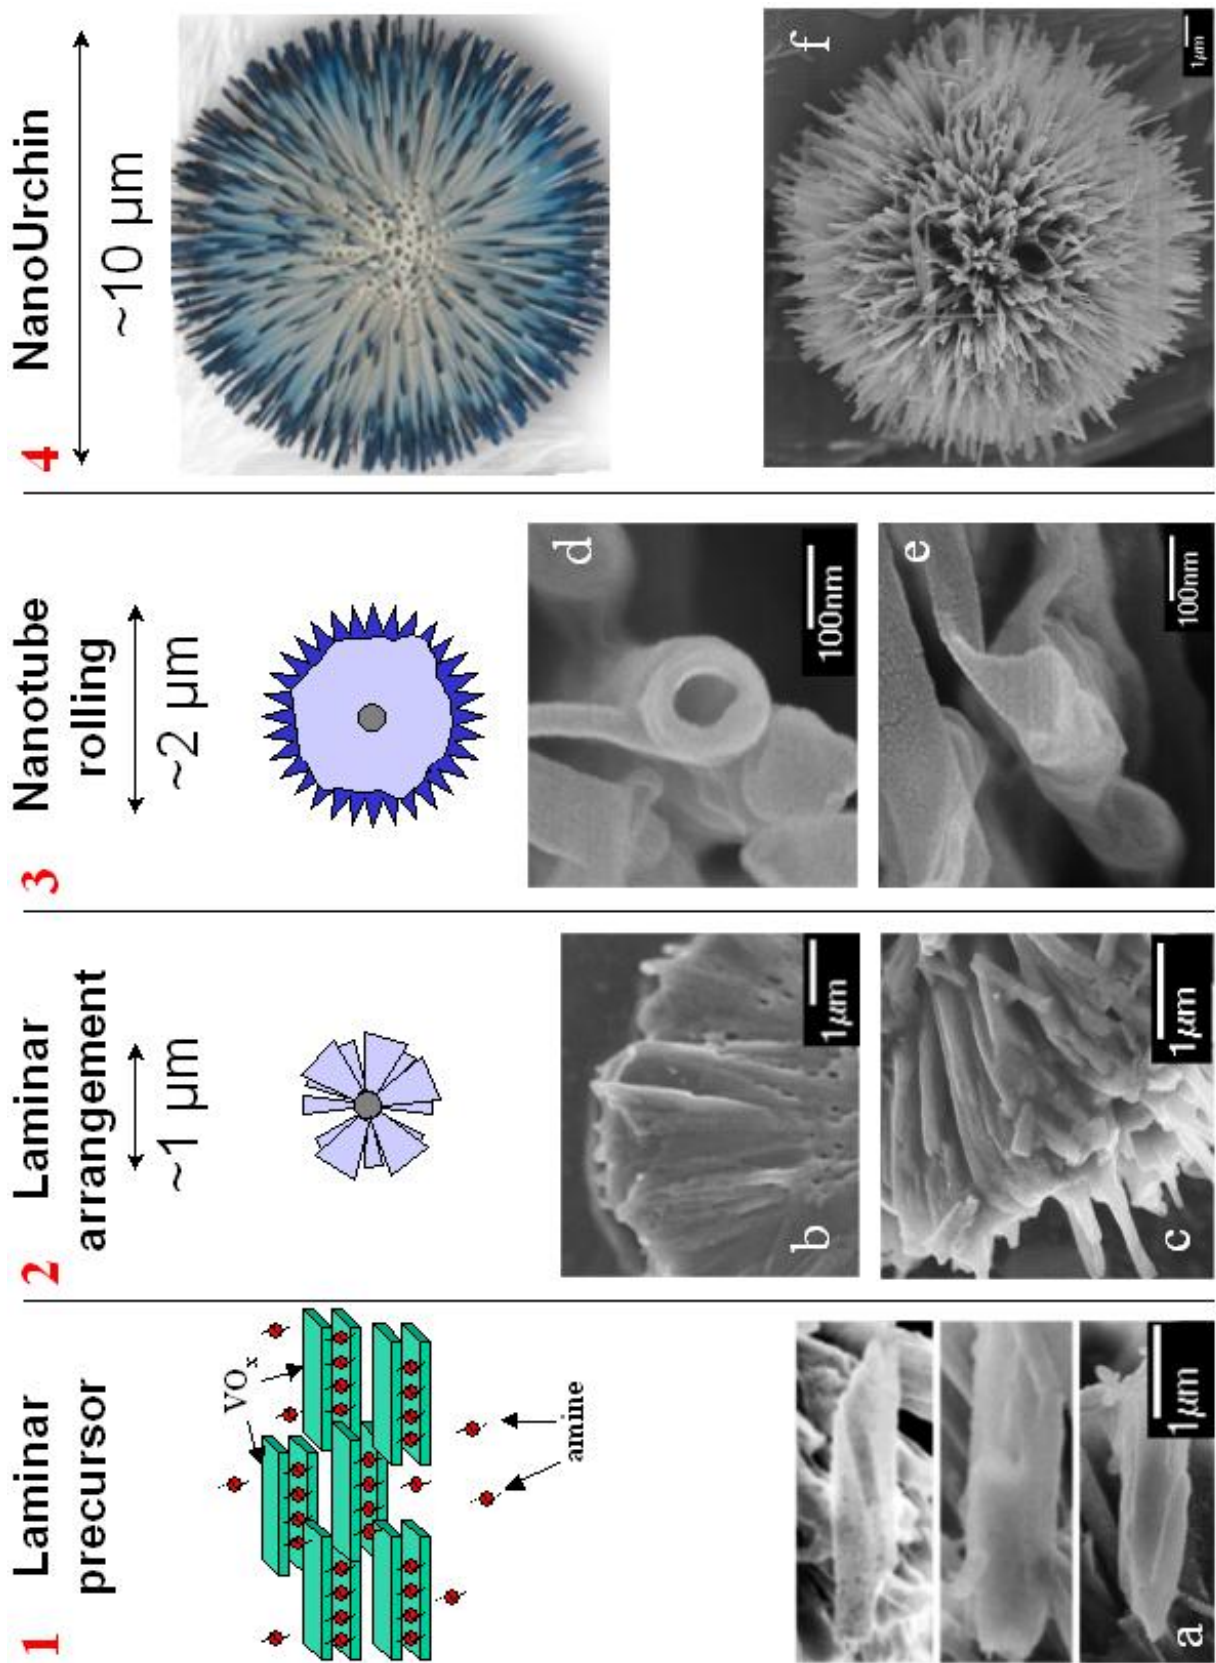 1 Laminar
precursor
VOₓ
amine
a
1μm
2 Laminar
arrangement
~1 μm
b
1μm
c
1μm
3 Nanotube
rolling
~2 μm
d
100nm
e
100nm
4 NanoUrchin
~10 μm
f
1μm